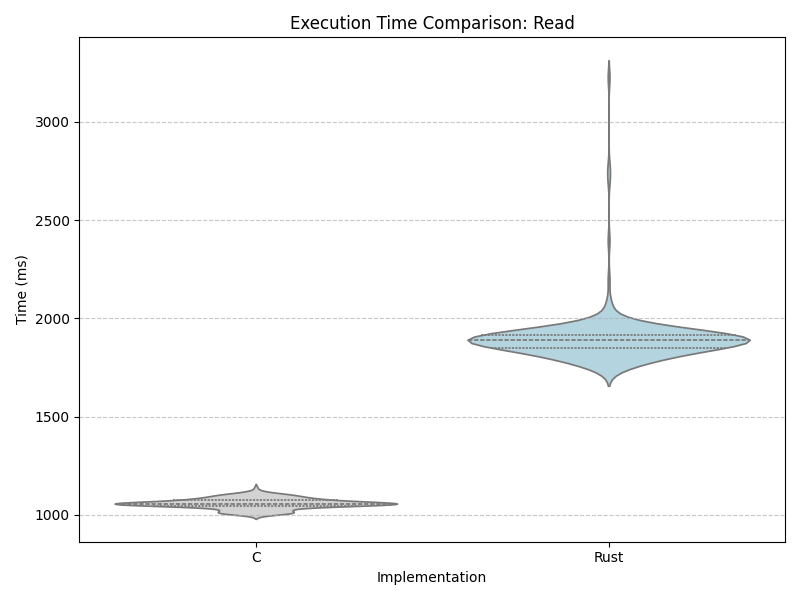 Execution Time Comparison: Read
Time (ms)
3000
2500
2000
1500
1000
C
Rust
Implementation